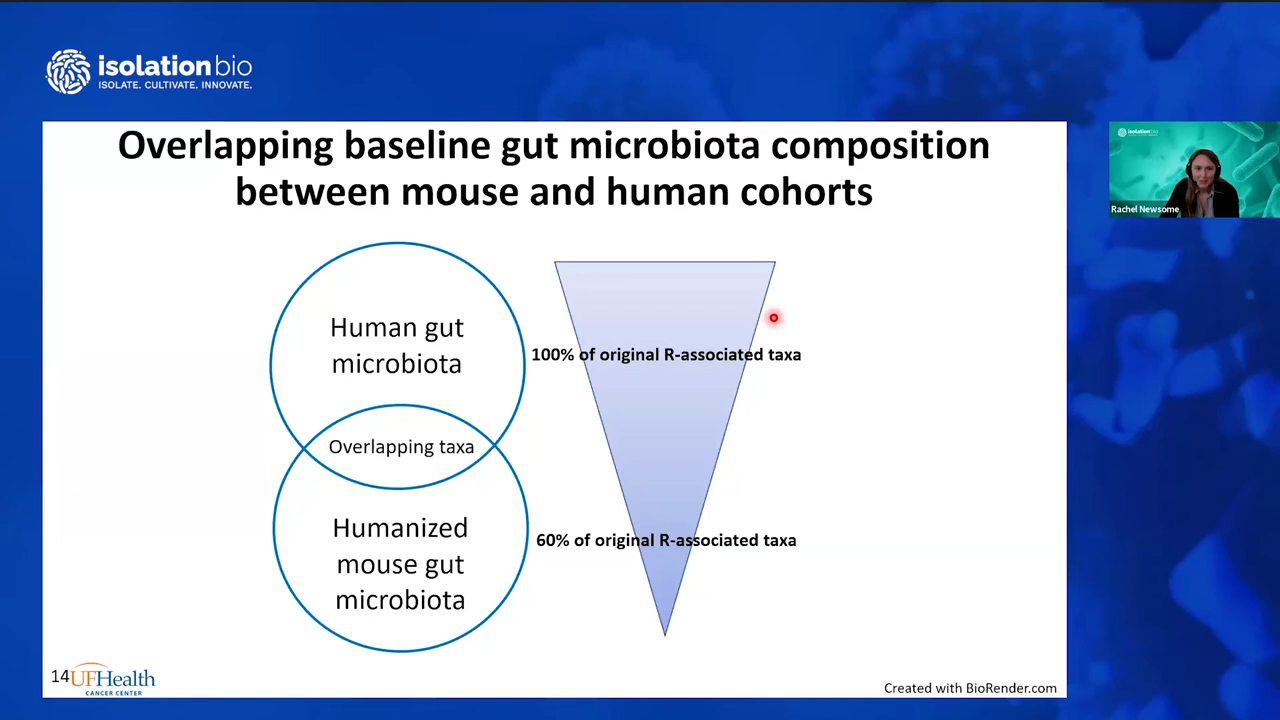 isolationbio
ISOLATE. CULTIVATE. INNOVATE.
Overlapping baseline gut microbiota composition
between mouse and human cohorts
isolationbio
Rachel Newsome
Human gut
microbiota
100% of original R-associated taxa
Overlapping taxa
Humanized
mouse gut
microbiota
60% of original R-associated taxa
14
UFHealth
CANCER CENTER
Created with BioRender.com